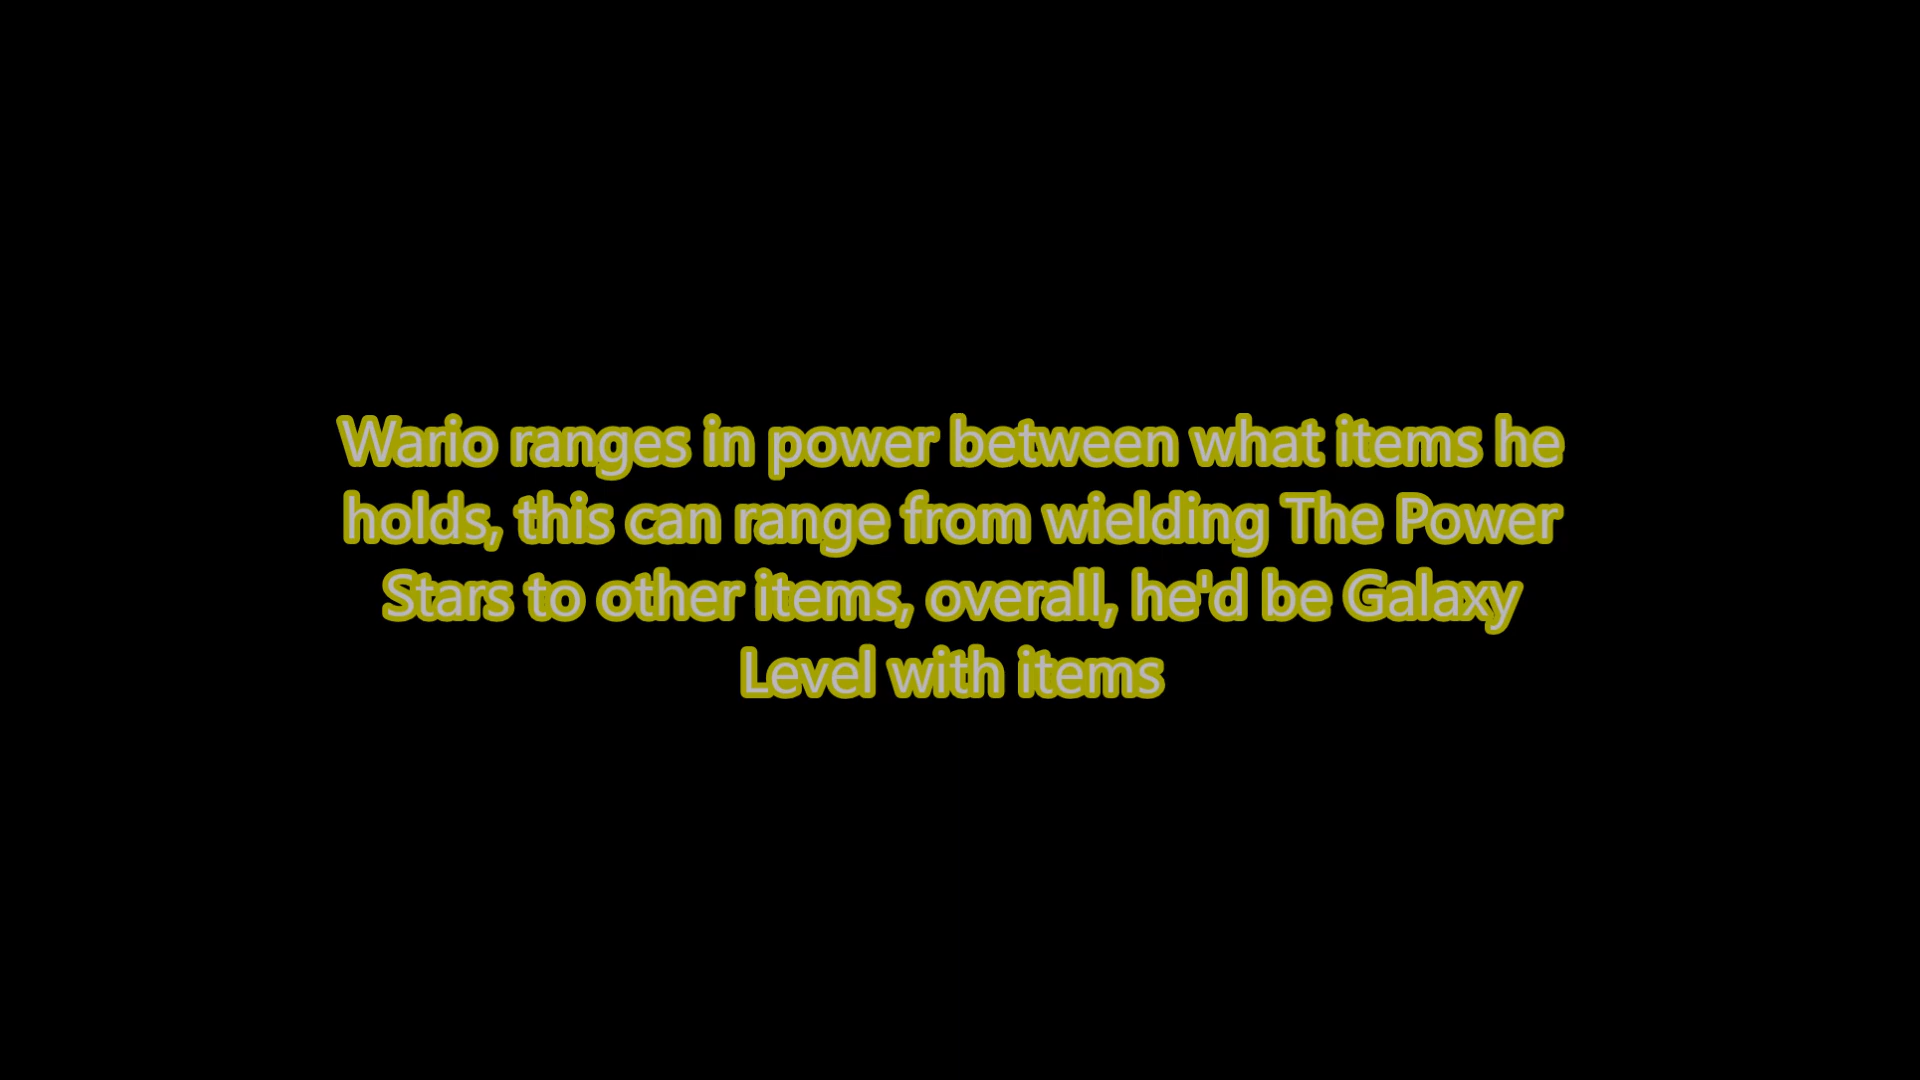 Wario ranges in power between what items he
holds, this can range from wielding The Power
Stars to other items, overall, he'd be Galaxy
Level with items